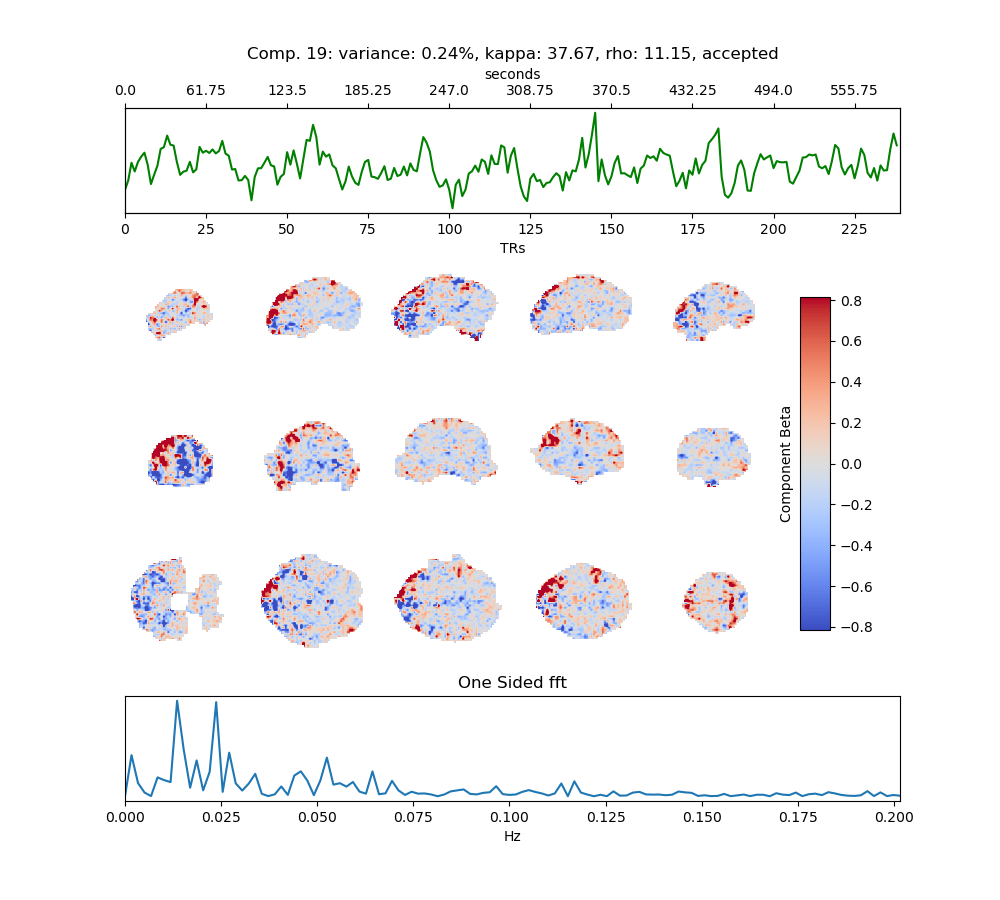 Comp. 19: variance: 0.24%, kappa: 37.67, rho: 11.15, accepted
seconds
0.0 61.75 123.5 185.25 247.0 308.75 370.5 432.25 494.0 555.75
0 25 50 75 100 125 150 175 200 225
TRs
0.8
0.6
0.4
0.2
0.0
−0.2
−0.4
−0.6
−0.8
Component Beta
One Sided fft
0.000 0.025 0.050 0.075 0.100 0.125 0.150 0.175 0.200
Hz